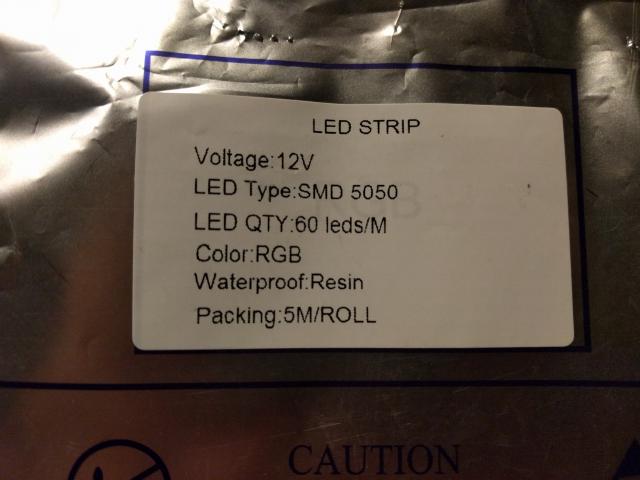 LED STRIP
Voltage:12V
LED Type:SMD 5050
LED QTY:60 leds/M
Color:RGB
Waterproof:Resin
Packing:5M/ROLL
CAUTION